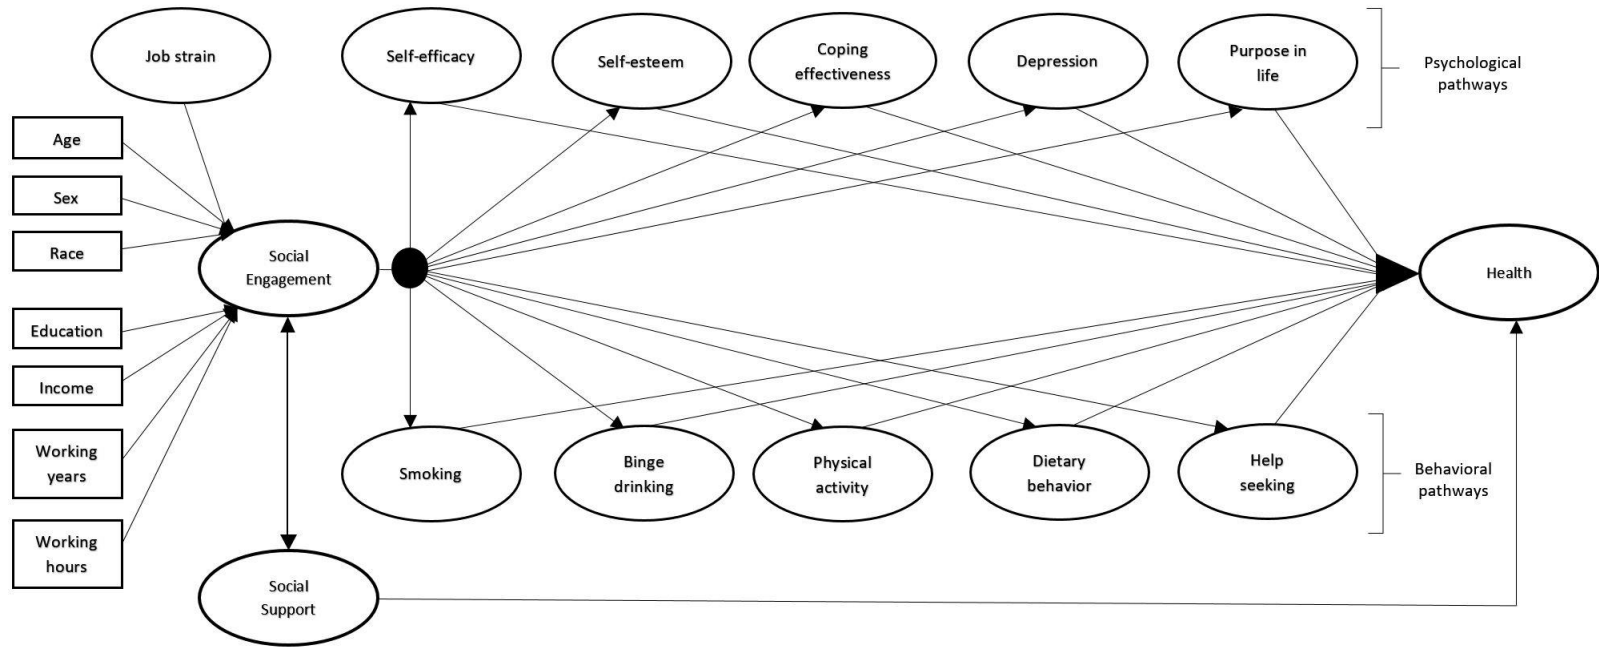 Job strain
Self-efficacy
Self-esteem
Coping
effectiveness
Depression
Purpose in
life
Psychological
pathways
Age
Sex
Race
Social
Engagement
Health
Education
Income
Working
years
Working
hours
Smoking
Binge
drinking
Physical
activity
Dietary
behavior
Help
seeking
Behavioral
pathways
Social
Support